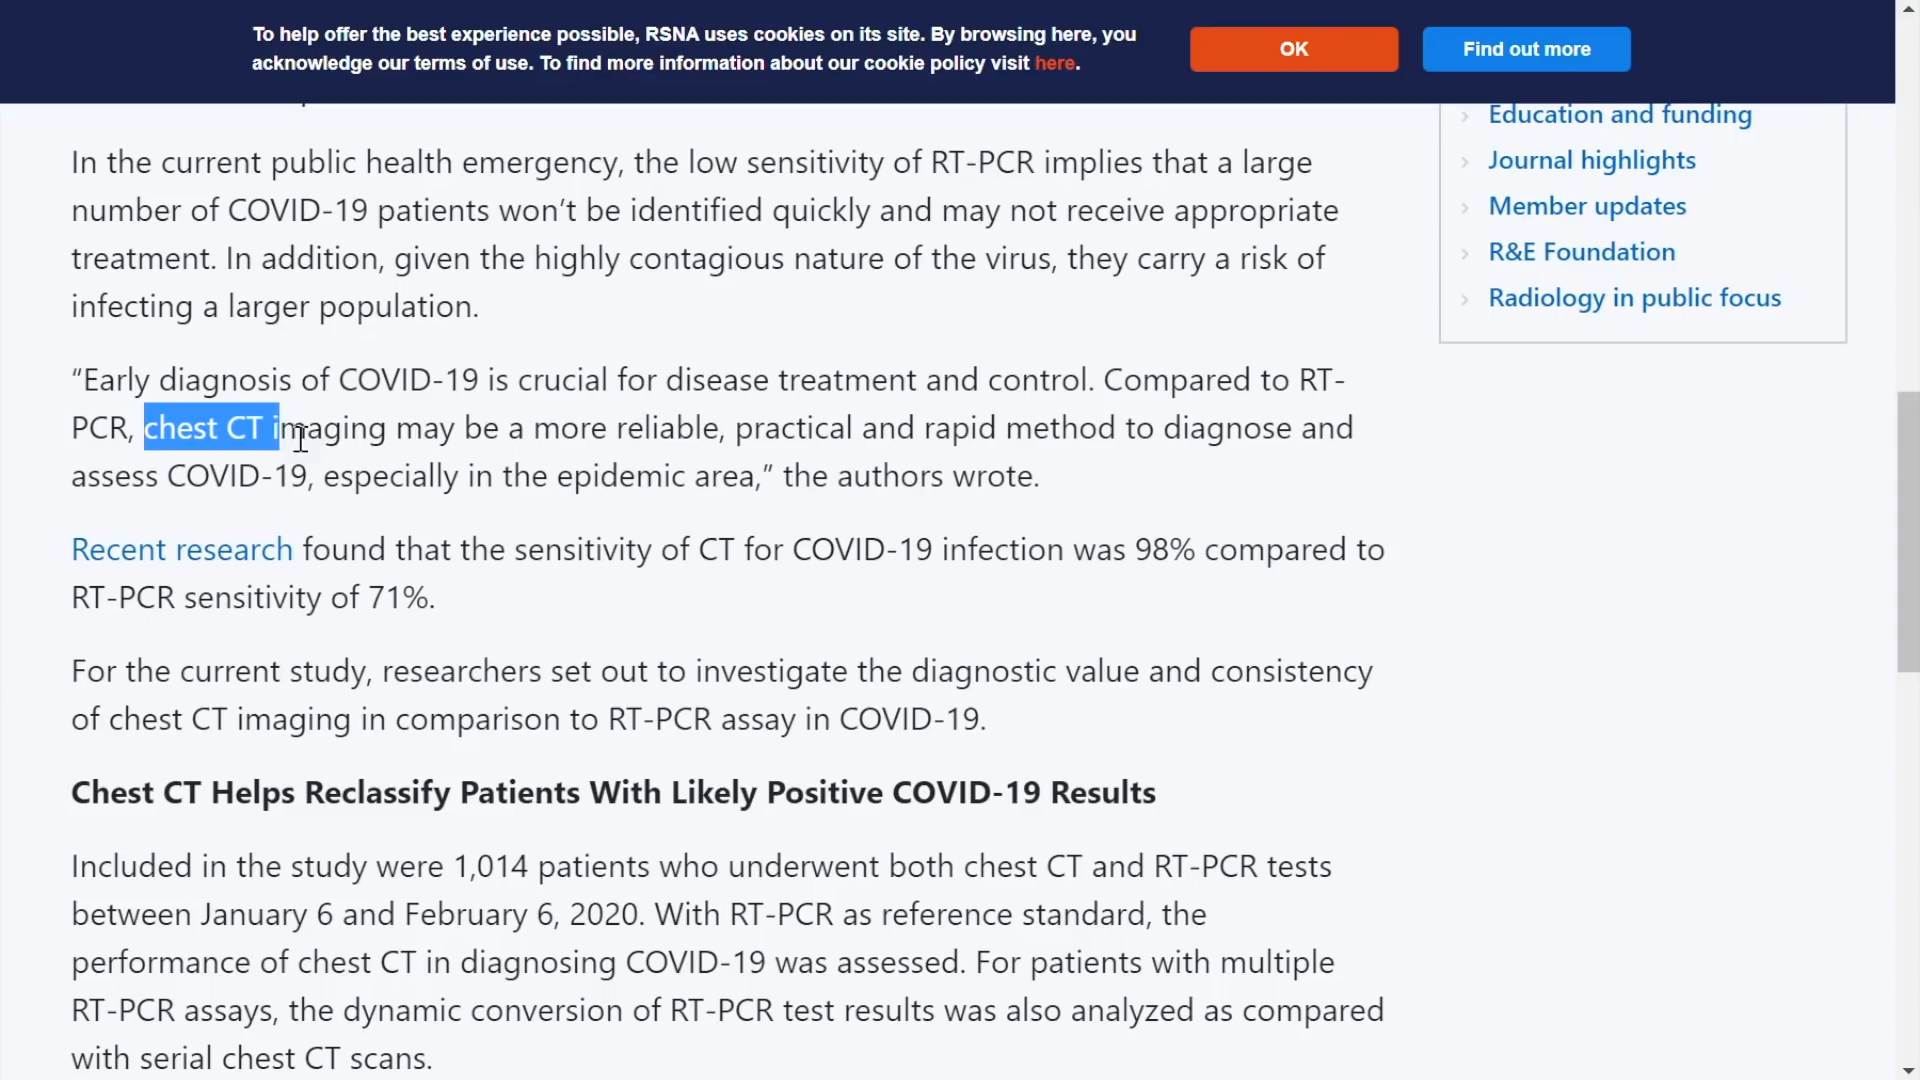 To help offer the best experience possible, RSNA uses cookies on its site. By browsing here, you
acknowledge our terms of use. To find more information about our cookie policy visit here.
OK
Find out more
In the current public health emergency, the low sensitivity of RT-PCR implies that a large
number of COVID-19 patients won’t be identified quickly and may not receive appropriate
treatment. In addition, given the highly contagious nature of the virus, they carry a risk of
infecting a larger population.
“Early diagnosis of COVID-19 is crucial for disease treatment and control. Compared to RT-
PCR, chest CT imaging may be a more reliable, practical and rapid method to diagnose and
assess COVID-19, especially in the epidemic area,” the authors wrote.
Recent research found that the sensitivity of CT for COVID-19 infection was 98% compared to
RT-PCR sensitivity of 71%.
For the current study, researchers set out to investigate the diagnostic value and consistency
of chest CT imaging in comparison to RT-PCR assay in COVID-19.
Chest CT Helps Reclassify Patients With Likely Positive COVID-19 Results
Included in the study were 1,014 patients who underwent both chest CT and RT-PCR tests
between January 6 and February 6, 2020. With RT-PCR as reference standard, the
performance of chest CT in diagnosing COVID-19 was assessed. For patients with multiple
RT-PCR assays, the dynamic conversion of RT-PCR test results was also analyzed as compared
with serial chest CT scans.
Education and funding
Journal highlights
Member updates
R&E Foundation
Radiology in public focus